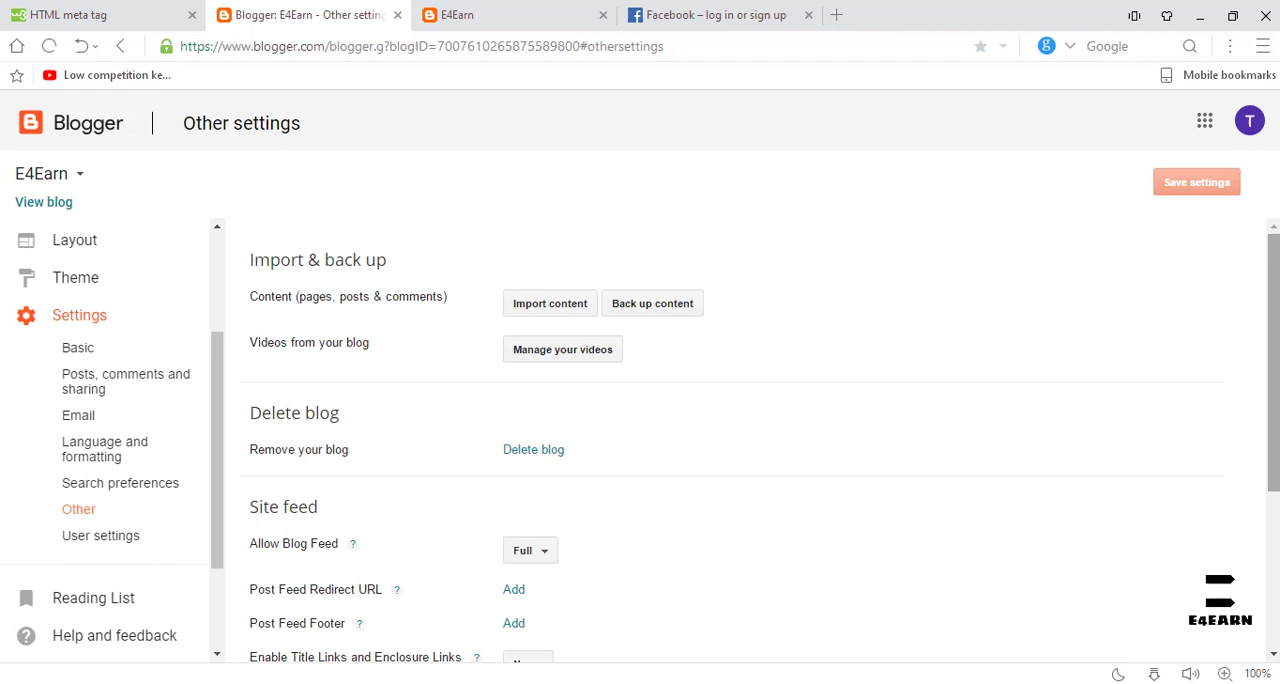 HTML meta tag
Blogger: E4Earn - Other setting
E4Earn
Facebook – log in or sign up
https://www.blogger.com/blogger.g?blogID=7007610265875589800#othersettings
Google
Low competition ke...
Mobile bookmarks
Blogger
Other settings
T
E4Earn
Save settings
View blog
Layout
Theme
Settings
Basic
Posts, comments and
sharing
Email
Language and
formatting
Search preferences
Other
User settings
Reading List
Help and feedback
Import & back up
Content (pages, posts & comments)
Import content
Back up content
Videos from your blog
Manage your videos
Delete blog
Remove your blog
Delete blog
Site feed
Allow Blog Feed ?
Full
Post Feed Redirect URL ?
Add
Post Feed Footer ?
Add
Enable Title Links and Enclosure Links ?
E4EARN
100%